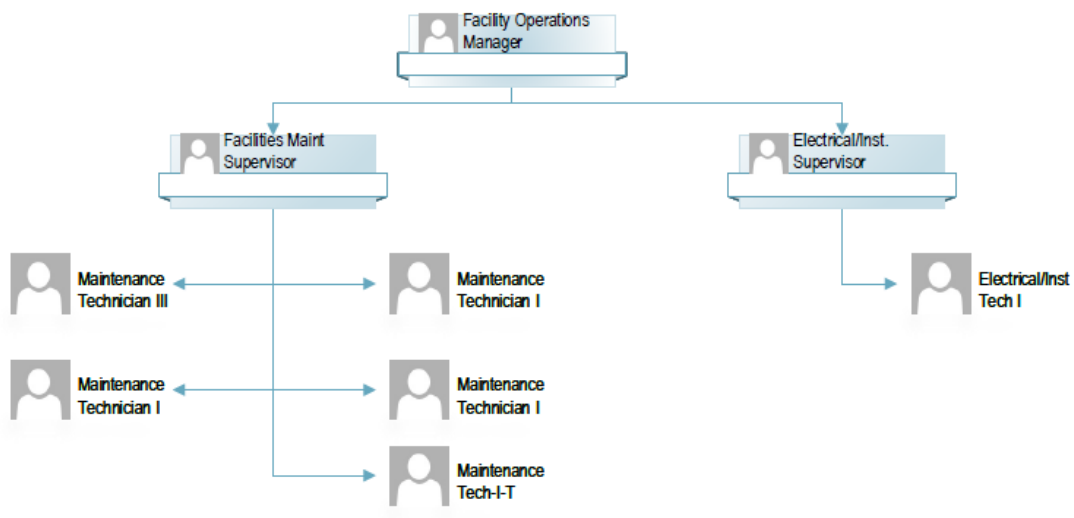 Facility Operations
Manager
Facilities Maint
Supervisor
Electrical/Inst.
Supervisor
Maintenance
Technician III
Maintenance
Technician I
Electrical/Inst
Tech I
Maintenance
Technician I
Maintenance
Technician I
Maintenance
Tech-I-T